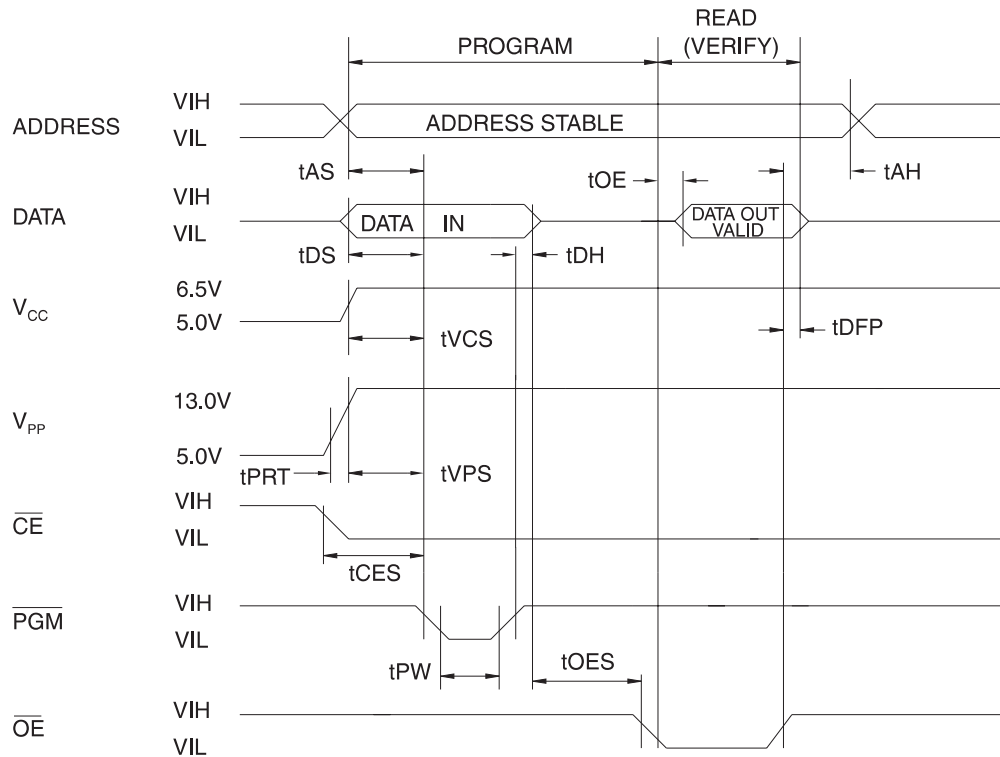 READ
PROGRAM
(VERIFY)
ADDRESS
VIH
VIL
ADDRESS STABLE
tAS
tOE
tAH
DATA
VIH
VIL
DATA IN
DATA OUT
VALID
tDS
tDH
VCC
6.5V
5.0V
tVCS
tDFP
VPP
13.0V
5.0V
tPRT
tVPS
CE
VIH
VIL
tCES
PGM
VIH
VIL
tPW
tOES
OE
VIH
VIL